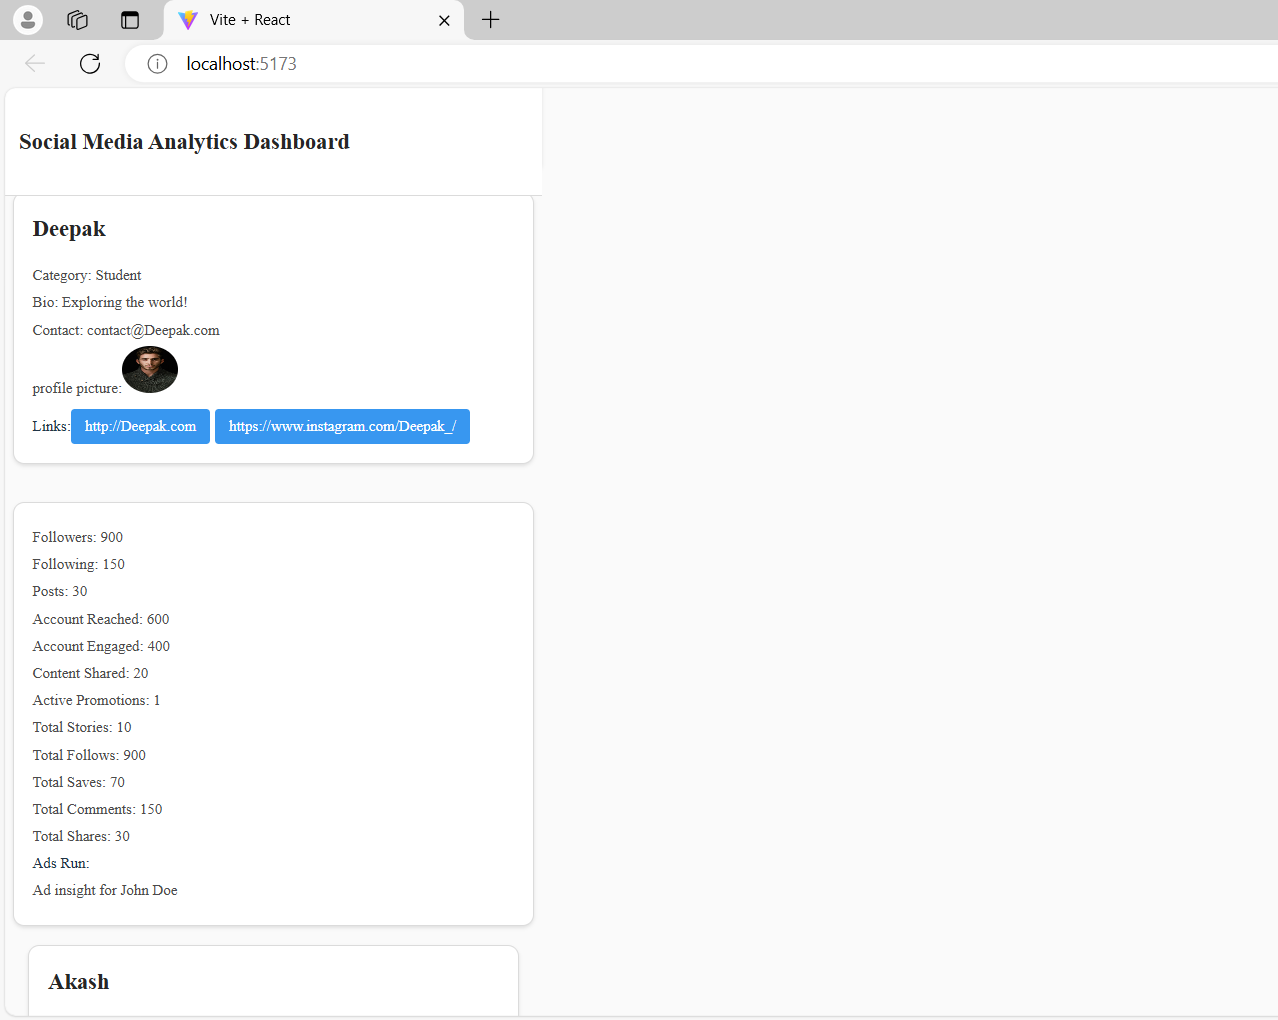 Vite + React
localhost:5173
Social Media Analytics Dashboard
Deepak
Category: Student
Bio: Exploring the world!
Contact: contact@Deepak.com
profile picture:
Links: http://Deepak.com https://www.instagram.com/Deepak_/
Followers: 900
Following: 150
Posts: 30
Account Reached: 600
Account Engaged: 400
Content Shared: 20
Active Promotions: 1
Total Stories: 10
Total Follows: 900
Total Saves: 70
Total Comments: 150
Total Shares: 30
Ads Run:
Ad insight for John Doe
Akash